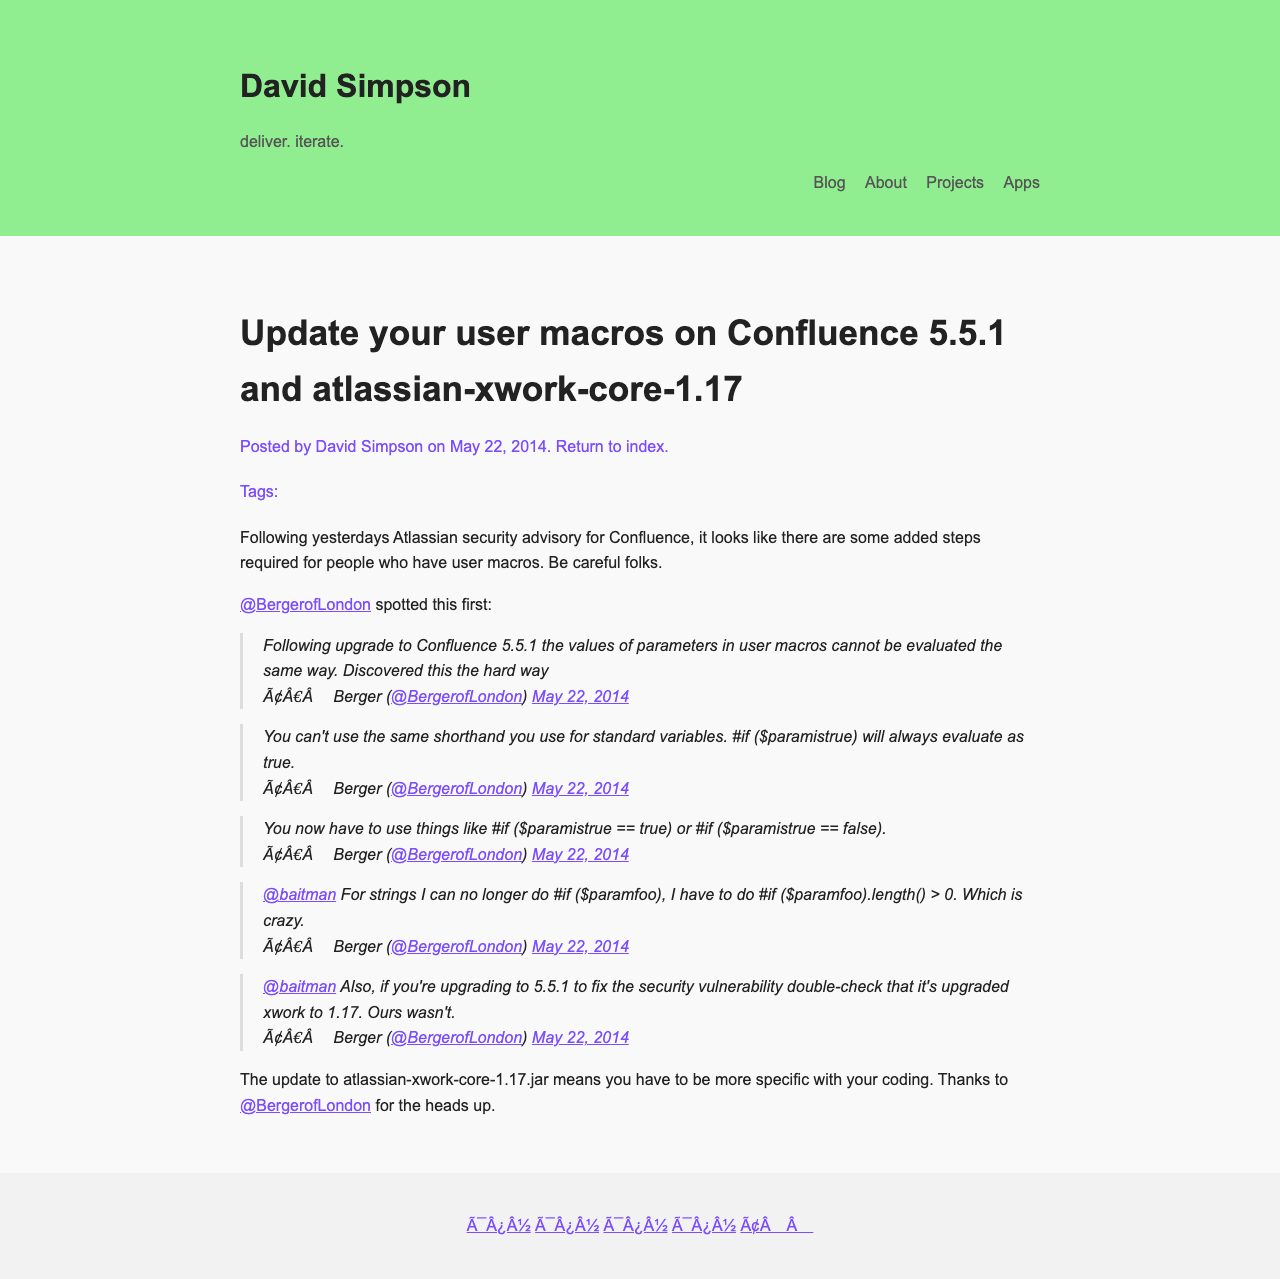 David Simpson
deliver. iterate.
Blog About Projects Apps
Update your user macros on Confluence 5.5.1
and atlassian-xwork-core-1.17
Posted by David Simpson on May 22, 2014. Return to index.
Tags:
Following yesterdays Atlassian security advisory for Confluence, it looks like there are some added steps
required for people who have user macros. Be careful folks.
@BergerofLondon spotted this first:
Following upgrade to Confluence 5.5.1 the values of parameters in user macros cannot be evaluated the
same way. Discovered this the hard way
Ã¢Â€Â Berger (@BergerofLondon) May 22, 2014
You can't use the same shorthand you use for standard variables. #if ($paramistrue) will always evaluate as
true.
Ã¢Â€Â Berger (@BergerofLondon) May 22, 2014
You now have to use things like #if ($paramistrue == true) or #if ($paramistrue == false).
Ã¢Â€Â Berger (@BergerofLondon) May 22, 2014
@baitman For strings I can no longer do #if ($paramfoo), I have to do #if ($paramfoo).length() > 0. Which is
crazy.
Ã¢Â€Â Berger (@BergerofLondon) May 22, 2014
@baitman Also, if you're upgrading to 5.5.1 to fix the security vulnerability double-check that it's upgraded
xwork to 1.17. Ours wasn't.
Ã¢Â€Â Berger (@BergerofLondon) May 22, 2014
The update to atlassian-xwork-core-1.17.jar means you have to be more specific with your coding. Thanks to
@BergerofLondon for the heads up.
Ã¯Â¿Â½ Ã¯Â¿Â½ Ã¯Â¿Â½ Ã¯Â¿Â½ Ã¢Â Â